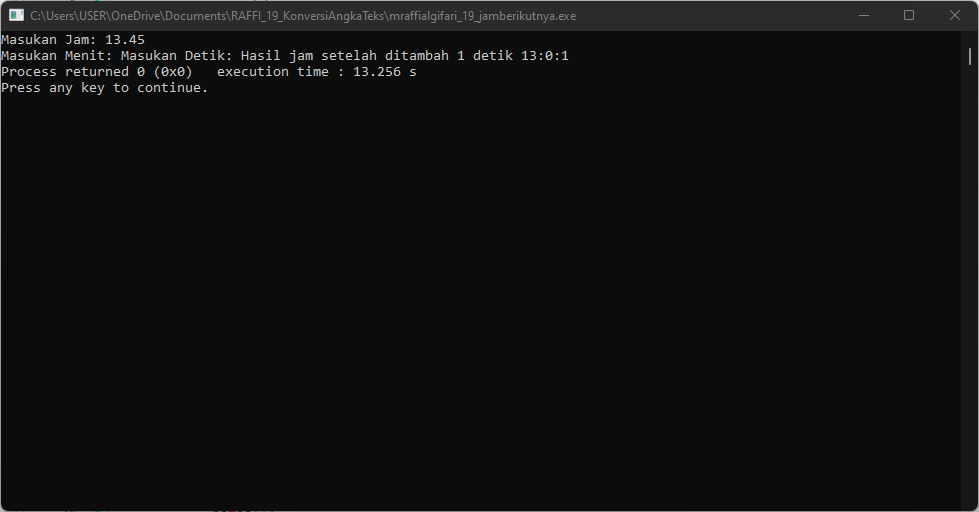 C:\Users\USER\OneDrive\Documents\RAFFI_19_KonversiAngkaTeks\mraffialgifari_19_jamberikutnya.exe
Masukan Jam: 13.45
Masukan Menit: Masukan Detik: Hasil jam setelah ditambah 1 detik 13:0:1
Process returned 0 (0x0)   execution time : 13.256 s
Press any key to continue.